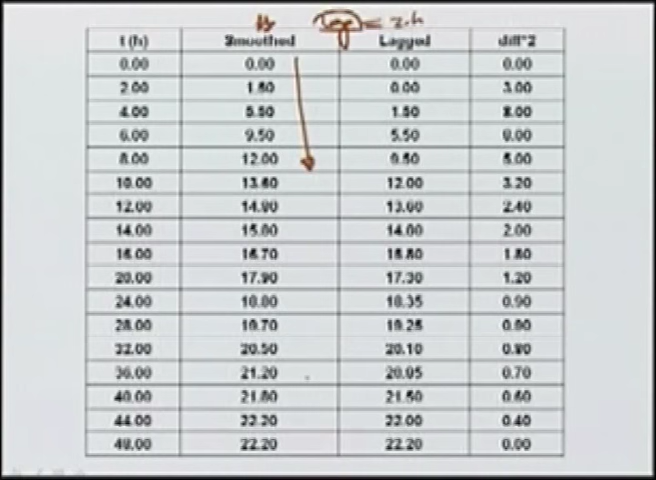 Lag = 2h
t (h) Smoothed Lagged diff*2
0.00 0.00 0.00 0.00
2.00 1.50 0.00 3.00
4.00 5.50 1.50 8.00
6.00 9.50 5.50 8.00
8.00 12.00 9.50 5.00
10.00 13.60 12.00 3.20
12.00 14.80 13.60 2.40
14.00 15.80 14.80 2.00
16.00 16.70 15.80 1.80
20.00 17.90 17.30 1.20
24.00 18.80 18.35 0.90
28.00 19.70 19.25 0.90
32.00 20.50 20.10 0.80
36.00 21.20 20.85 0.70
40.00 21.80 21.50 0.60
44.00 22.20 22.00 0.40
48.00 22.20 22.20 0.00